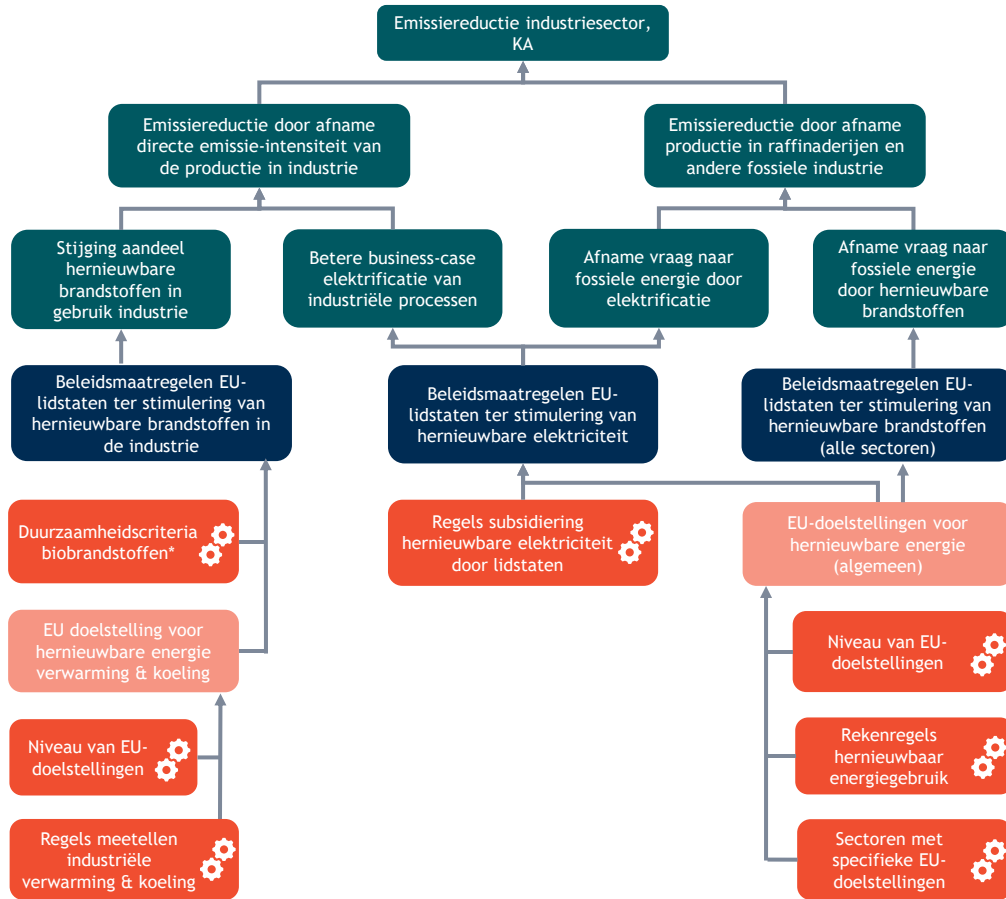 Emissiereductie industriesector,
KA
Emissiereductie door afname
directe emissie-intensiteit van
de productie in industrie
Emissiereductie door afname
productie in raffinaderijen en
andere fossiele industrie
Stijging aandeel
hernieuwbare
brandstoffen in
gebruik industrie
Betere business-case
elektrificatie van
industriële processen
Afname vraag naar
fossiele energie door
elektrificatie
Afname vraag naar
fossiele energie
door hernieuwbare
brandstoffen
Beleidsmaatregelen EU-
lidstaten ter stimulering van
hernieuwbare brandstoffen in
de industrie
Beleidsmaatregelen EU-
lidstaten ter stimulering van
hernieuwbare elektriciteit
Beleidsmaatregelen EU-
lidstaten ter stimulering van
hernieuwbare brandstoffen
(alle sectoren)
Duurzaamheidscriteria
biobrandstoffen*
Regels subsidiering
hernieuwbare elektriciteit
door lidstaten
EU-doelstellingen voor
hernieuwbare energie
(algemeen)
EU doelstelling voor
hernieuwbare energie
verwarming & koeling
Niveau van EU-
doelstellingen
Niveau van EU-
doelstellingen
Rekenregels
hernieuwbaar
energiegebruik
Regels meetellen
industriële
verwarming & koeling
Sectoren met
specifieke EU-
doelstellingen